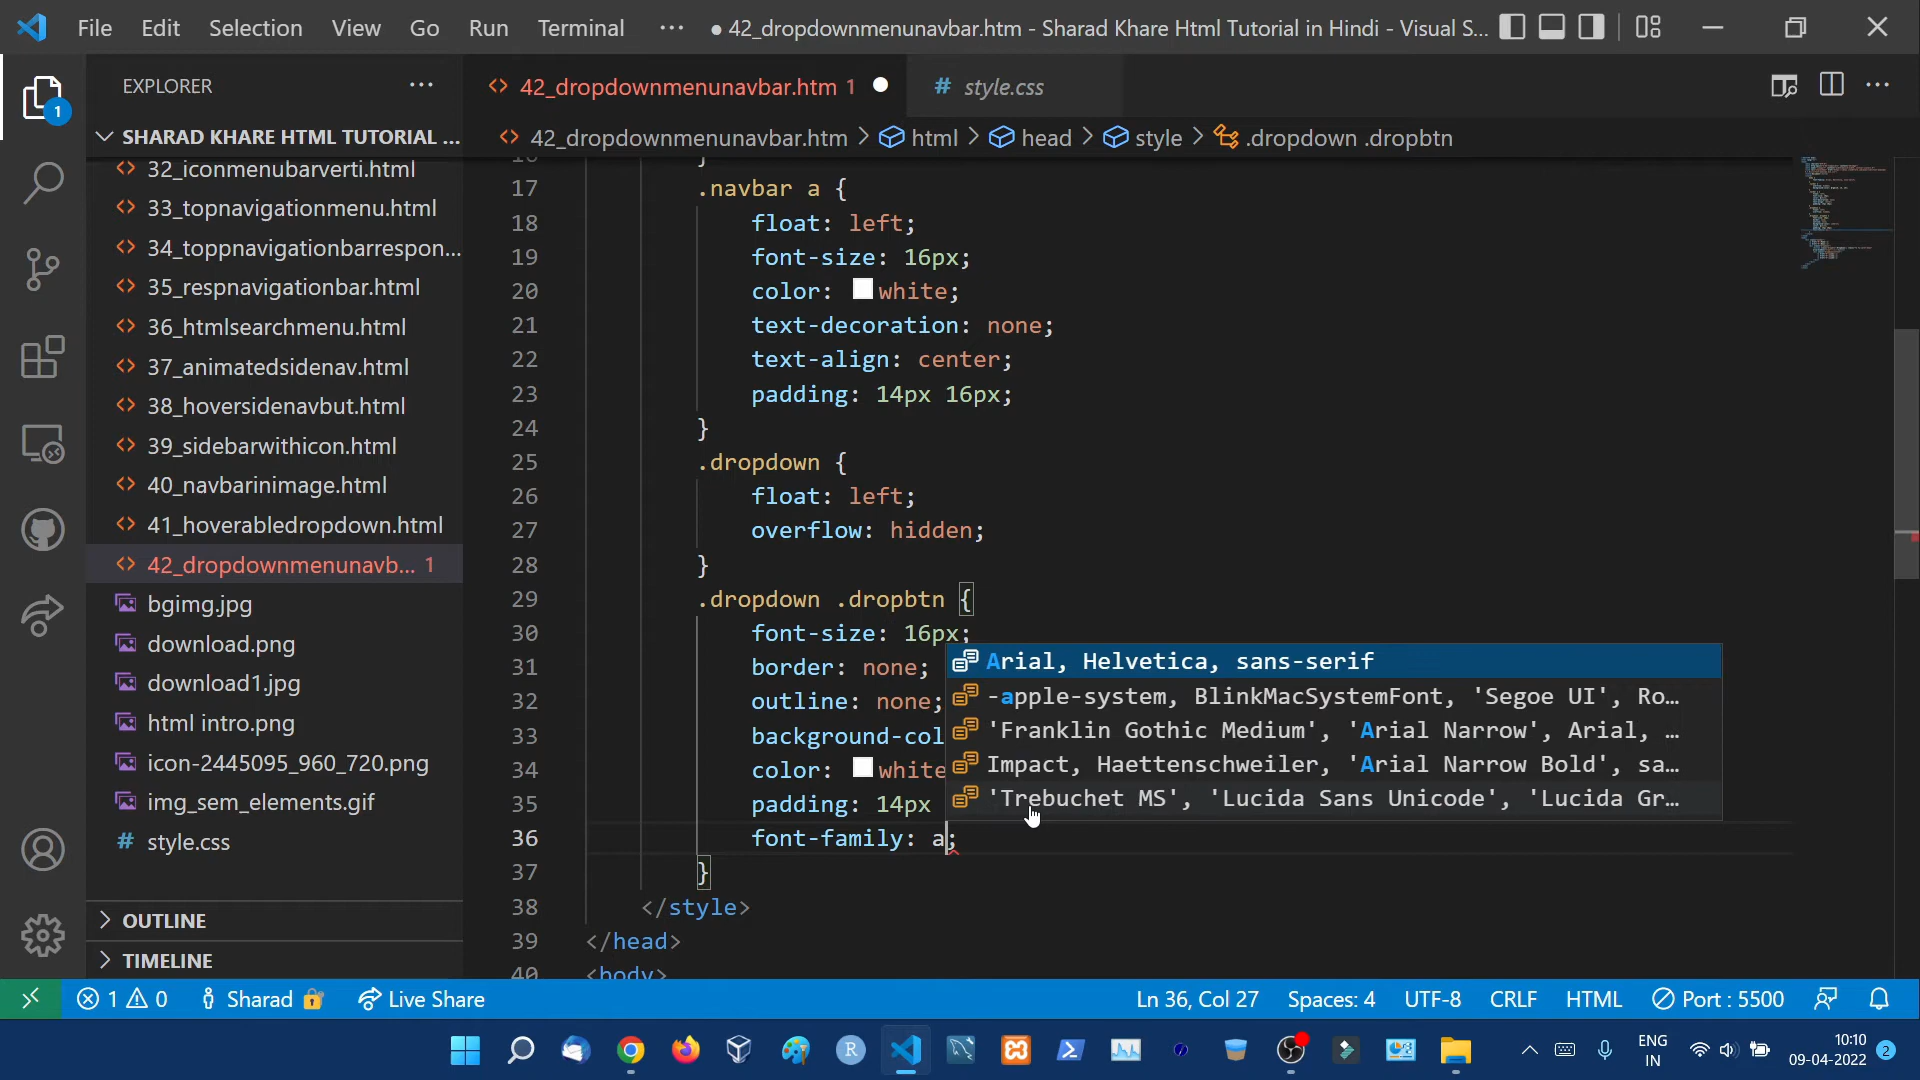 File Edit Selection View Go Run Terminal ··· ● 42_dropdownmenunavbar.htm - Sharad Khare Html Tutorial in Hindi - Visual S...
EXPLORER ···
42_dropdownmenunavbar.htm 1 ●
# style.css
SHARAD KHARE HTML TUTORIAL ...
42_dropdownmenunavbar.htm > html > head > style > .dropdown .dropbtn
1
32_iconmenubarverti.html
33_topnavigationmenu.html
34_toppnavigationbarrespon...
35_respnavigationbar.html
36_htmlsearchmenu.html
37_animatedsidenav.html
38_hoversidenavbut.html
39_sidebarwithicon.html
40_navbarinimage.html
41_hoverabledropdown.html
42_dropdownmenunavb... 1
bgimg.jpg
download.png
download1.jpg
html intro.png
icon-2445095_960_720.png
img_sem_elements.gif
# style.css
OUTLINE
TIMELINE
16 }
17 .navbar a {
18 float: left;
19 font-size: 16px;
20 color: white;
21 text-decoration: none;
22 text-align: center;
23 padding: 14px 16px;
24 }
25 .dropdown {
26 float: left;
27 overflow: hidden;
28 }
29 .dropdown .dropbtn {
30 font-size: 16px;
31 border: none;
32 outline: none;
33 background-col
34 color: white
35 padding: 14px
36 font-family: a;
37 }
38 </style>
39 </head>
40 <body>
Arial, Helvetica, sans-serif
-apple-system, BlinkMacSystemFont, 'Segoe UI', Ro...
'Franklin Gothic Medium', 'Arial Narrow', Arial, ...
Impact, Haettenschweiler, 'Arial Narrow Bold', sa...
'Trebuchet MS', 'Lucida Sans Unicode', 'Lucida Gr...
1 0 Sharad Live Share Ln 36, Col 27 Spaces: 4 UTF-8 CRLF HTML Port : 5500
R
ENG
IN
10:10
09-04-2022
2